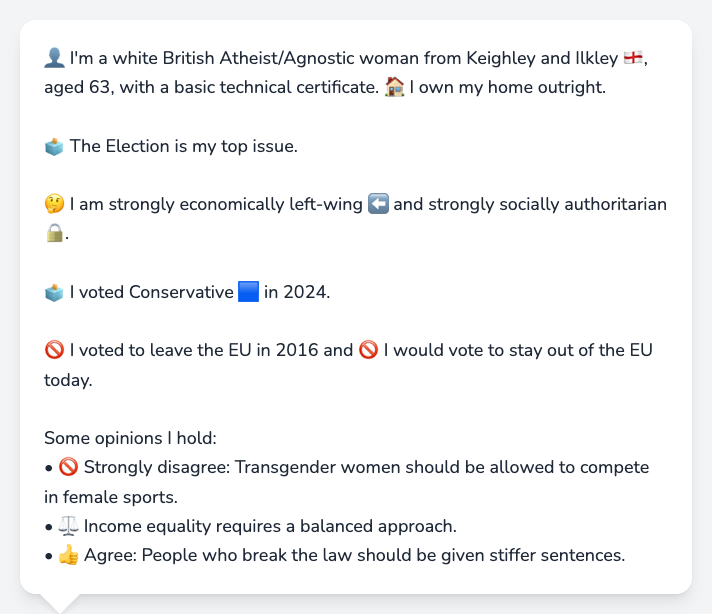 👤 I'm a white British Atheist/Agnostic woman from Keighley and Ilkley 🏴󠁧󠁢󠁥󠁮󠁧󠁿,
aged 63, with a basic technical certificate. 🏠 I own my home outright.
🗳️ The Election is my top issue.
🤔 I am strongly economically left-wing ⬅️ and strongly socially authoritarian
🔒.
🗳️ I voted Conservative 🟦 in 2024.
🚫 I voted to leave the EU in 2016 and 🚫 I would vote to stay out of the EU
today.
Some opinions I hold:
• 🚫 Strongly disagree: Transgender women should be allowed to compete
in female sports.
• ⚖️ Income equality requires a balanced approach.
• 👍 Agree: People who break the law should be given stiffer sentences.